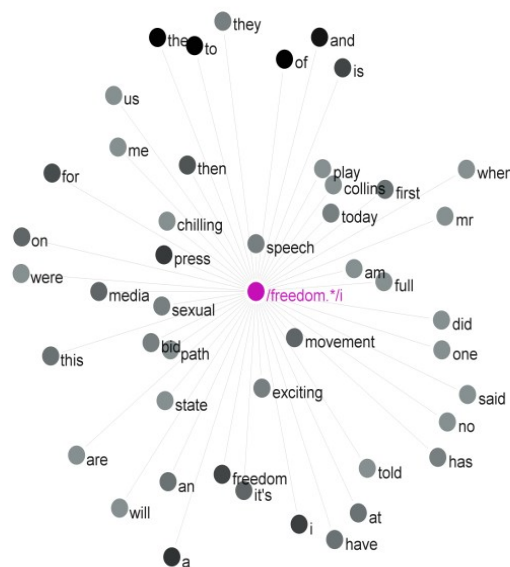 they
the
to
and
of
is
us
me
then
play
when
for
collins
first
chilling
today
mr
on
speech
press
were
am
full
media
/freedom.*/i
sexual
did
movement
bid
path
one
this
exciting
said
state
no
are
has
told
freedom
an
it's
will
at
i
have
a